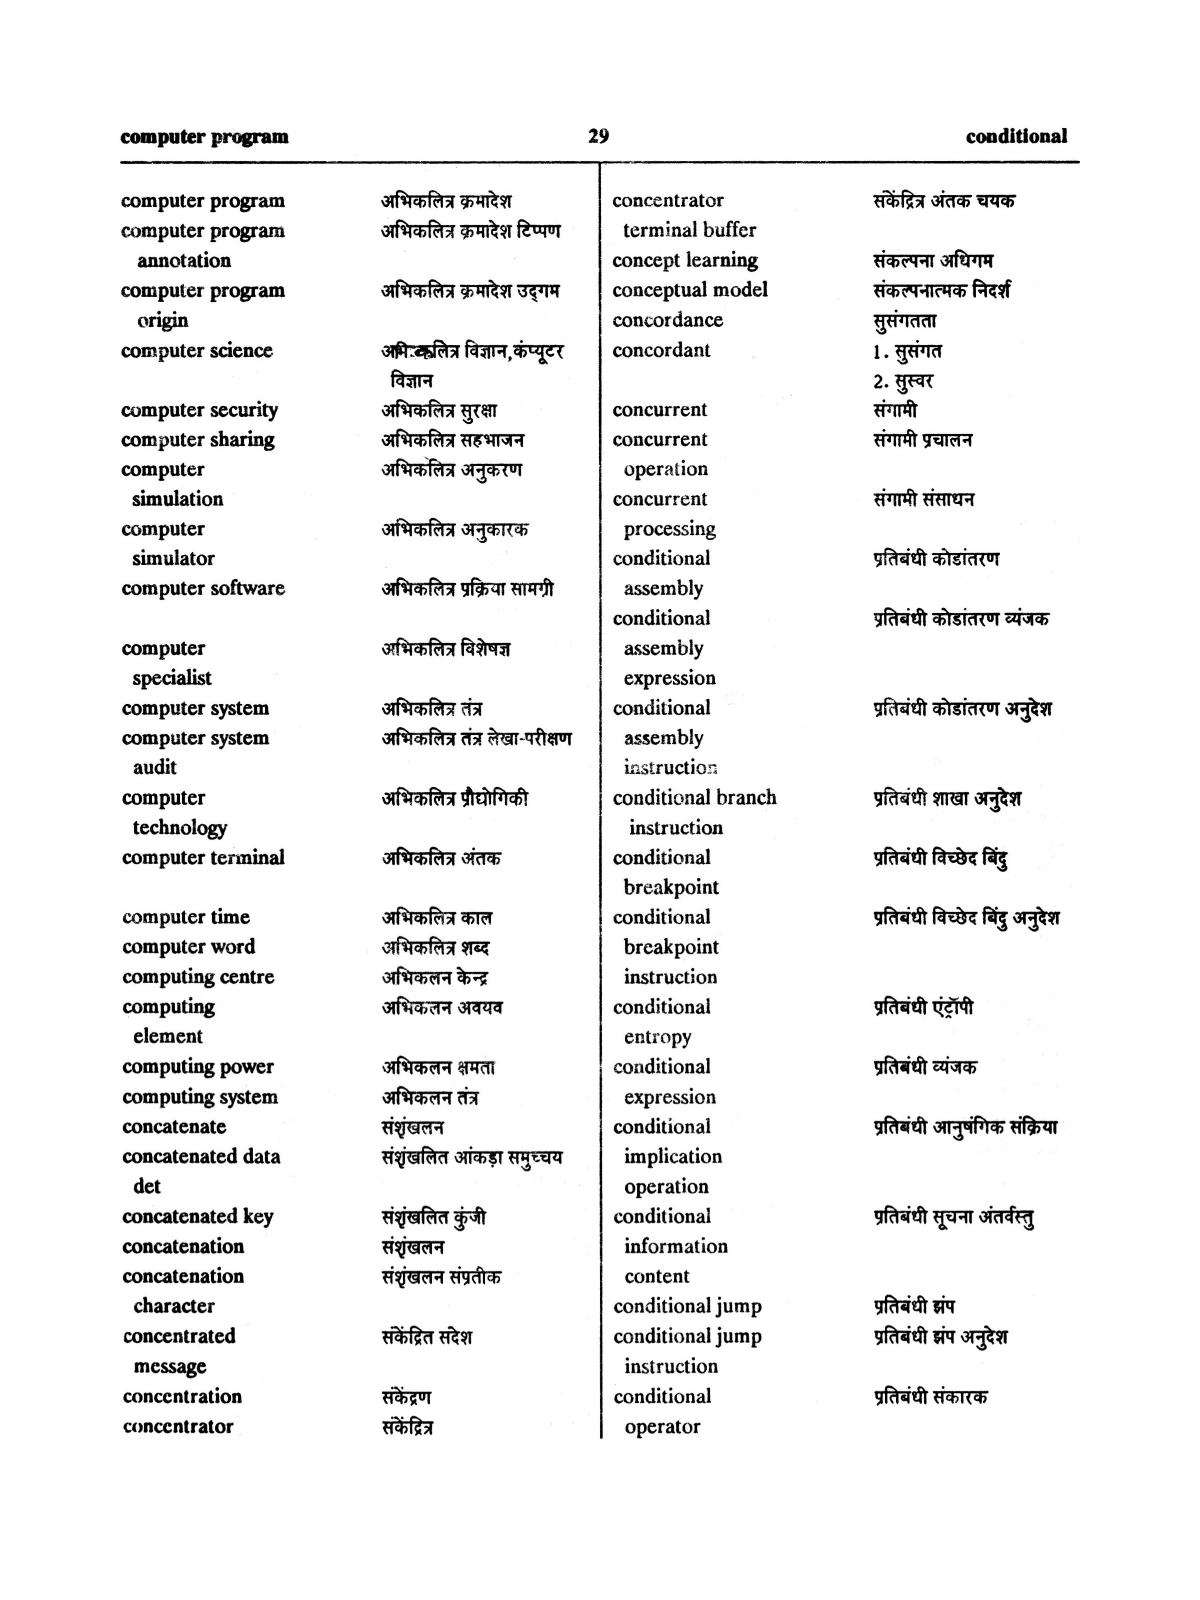 computer program 29 conditional
computer program अभिकलित्र क्रमादेश
computer program अभिकलित्र क्रमादेश टिप्पण
annotation
computer program अभिकलित्र क्रमादेश उद्गम
origin
computer science अभिकलित्र विज्ञान,कंप्यूटर
विज्ञान
computer security अभिकलित्र सुरक्षा
computer sharing अभिकलित्र सहभाजन
computer अभिकलित्र अनुकरण
simulation
computer अभिकलित्र अनुकारक
simulator
computer software अभिकलित्र प्रक्रिया सामग्री
computer अभिकलित्र विशेषज्ञ
specialist
computer system अभिकलित्र तंत्र
computer system अभिकलित्र तंत्र लेखा-परीक्षण
audit
computer अभिकलित्र प्रौद्योगिकी
technology
computer terminal अभिकलित्र अंतक
computer time अभिकलित्र काल
computer word अभिकलित्र शब्द
computing centre अभिकलन केन्द्र
computing अभिकलन अवयव
element
computing power अभिकलन क्षमता
computing system अभिकलन तंत्र
concatenate संशृंखलन
concatenated data संशृंखलित आंकड़ा समुच्चय
det
concatenated key संशृंखलित कुंजी
concatenation संशृंखलन
concatenation संशृंखलन संप्रतीक
character
concentrated संकेंद्रित संदेश
message
concentration संकेंद्रण
concentrator संकेंद्रित्र
concentrator संकेंद्रित्र अंतक चयक
terminal buffer
concept learning संकल्पना अधिगम
conceptual model संकल्पनात्मक निदर्श
concordance सुसंगतता
concordant 1. सुसंगत
2. सुस्वर
concurrent संगामी
concurrent संगामी प्रचालन
operation
concurrent संगामी संसाधन
processing
conditional प्रतिबंधी कोडांतरण
assembly
conditional प्रतिबंधी कोडांतरण व्यंजक
assembly
expression
conditional प्रतिबंधी कोडांतरण अनुदेश
assembly
instruction
conditional branch प्रतिबंधी शाखा अनुदेश
instruction
conditional प्रतिबंधी विच्छेद बिंदु
breakpoint
conditional प्रतिबंधी विच्छेद बिंदु अनुदेश
breakpoint
instruction
conditional प्रतिबंधी एंट्रॉपी
entropy
conditional प्रतिबंधी व्यंजक
expression
conditional प्रतिबंधी आनुषंगिक संक्रिया
implication
operation
conditional प्रतिबंधी सूचना अंतर्वस्तु
information
content
conditional jump प्रतिबंधी झंप
conditional jump प्रतिबंधी झंप अनुदेश
instruction
conditional प्रतिबंधी संकारक
operator